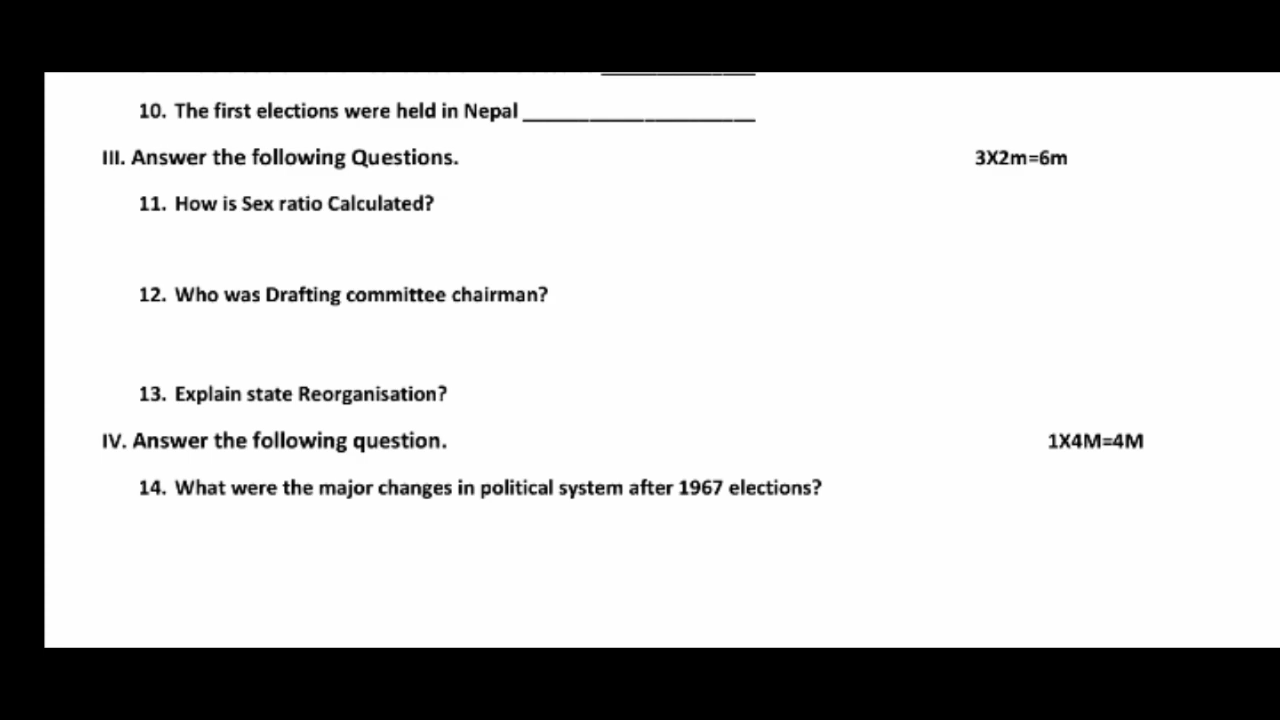 10. The first elections were held in Nepal ____________________
III. Answer the following Questions. 3X2m=6m
11. How is Sex ratio Calculated?
12. Who was Drafting committee chairman?
13. Explain state Reorganisation?
IV. Answer the following question. 1X4M=4M
14. What were the major changes in political system after 1967 elections?